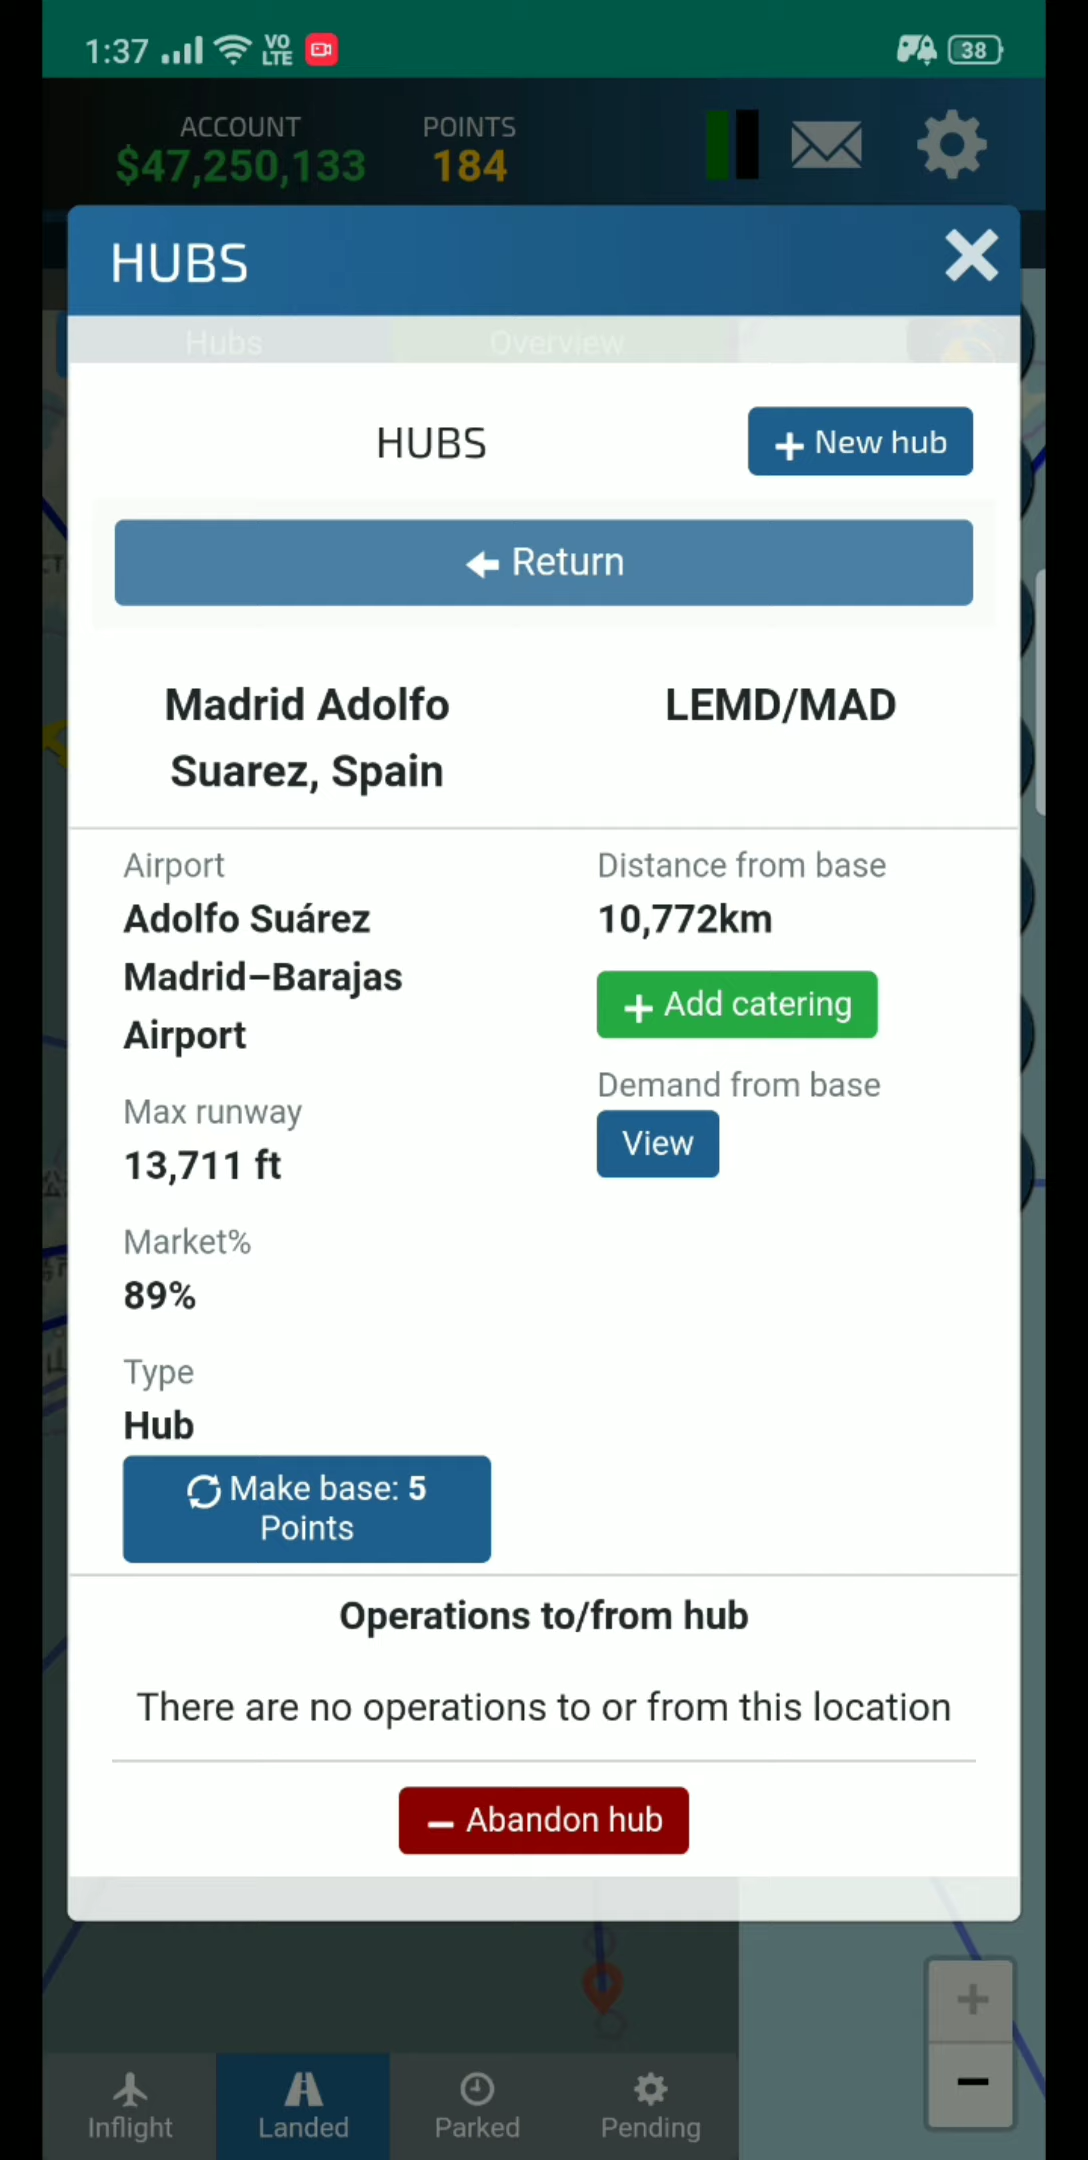 1:37 VO LTE 38
ACCOUNT POINTS
$47,250,133 184
HUBS
Hubs Overview
HUBS + New hub
Return
Madrid Adolfo LEMD/MAD
Suarez, Spain
Airport Distance from base
Adolfo Suárez 10,772km
Madrid–Barajas
Airport
+ Add catering
Demand from base
View
Max runway
13,711 ft
Market%
89%
Type
Hub
Make base: 5
Points
Operations to/from hub
There are no operations to or from this location
– Abandon hub
+
–
Inflight Landed Parked Pending